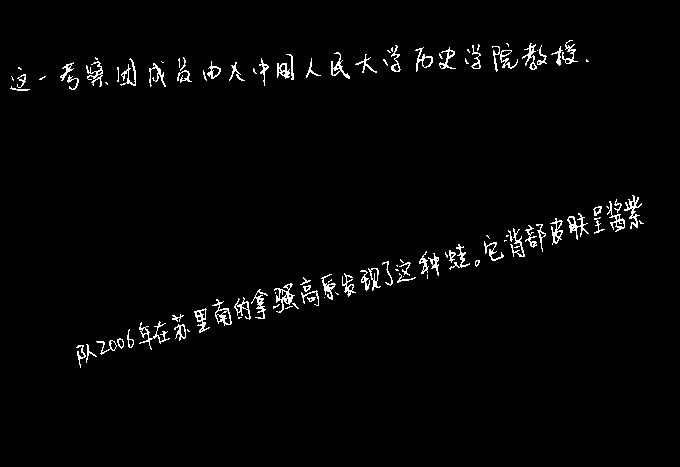 这一考察团成员由人中国人民大学历史学院教授.
队2006年在苏里南的拿骚高原发现了这种蛙。它背部皮肤呈酱紫